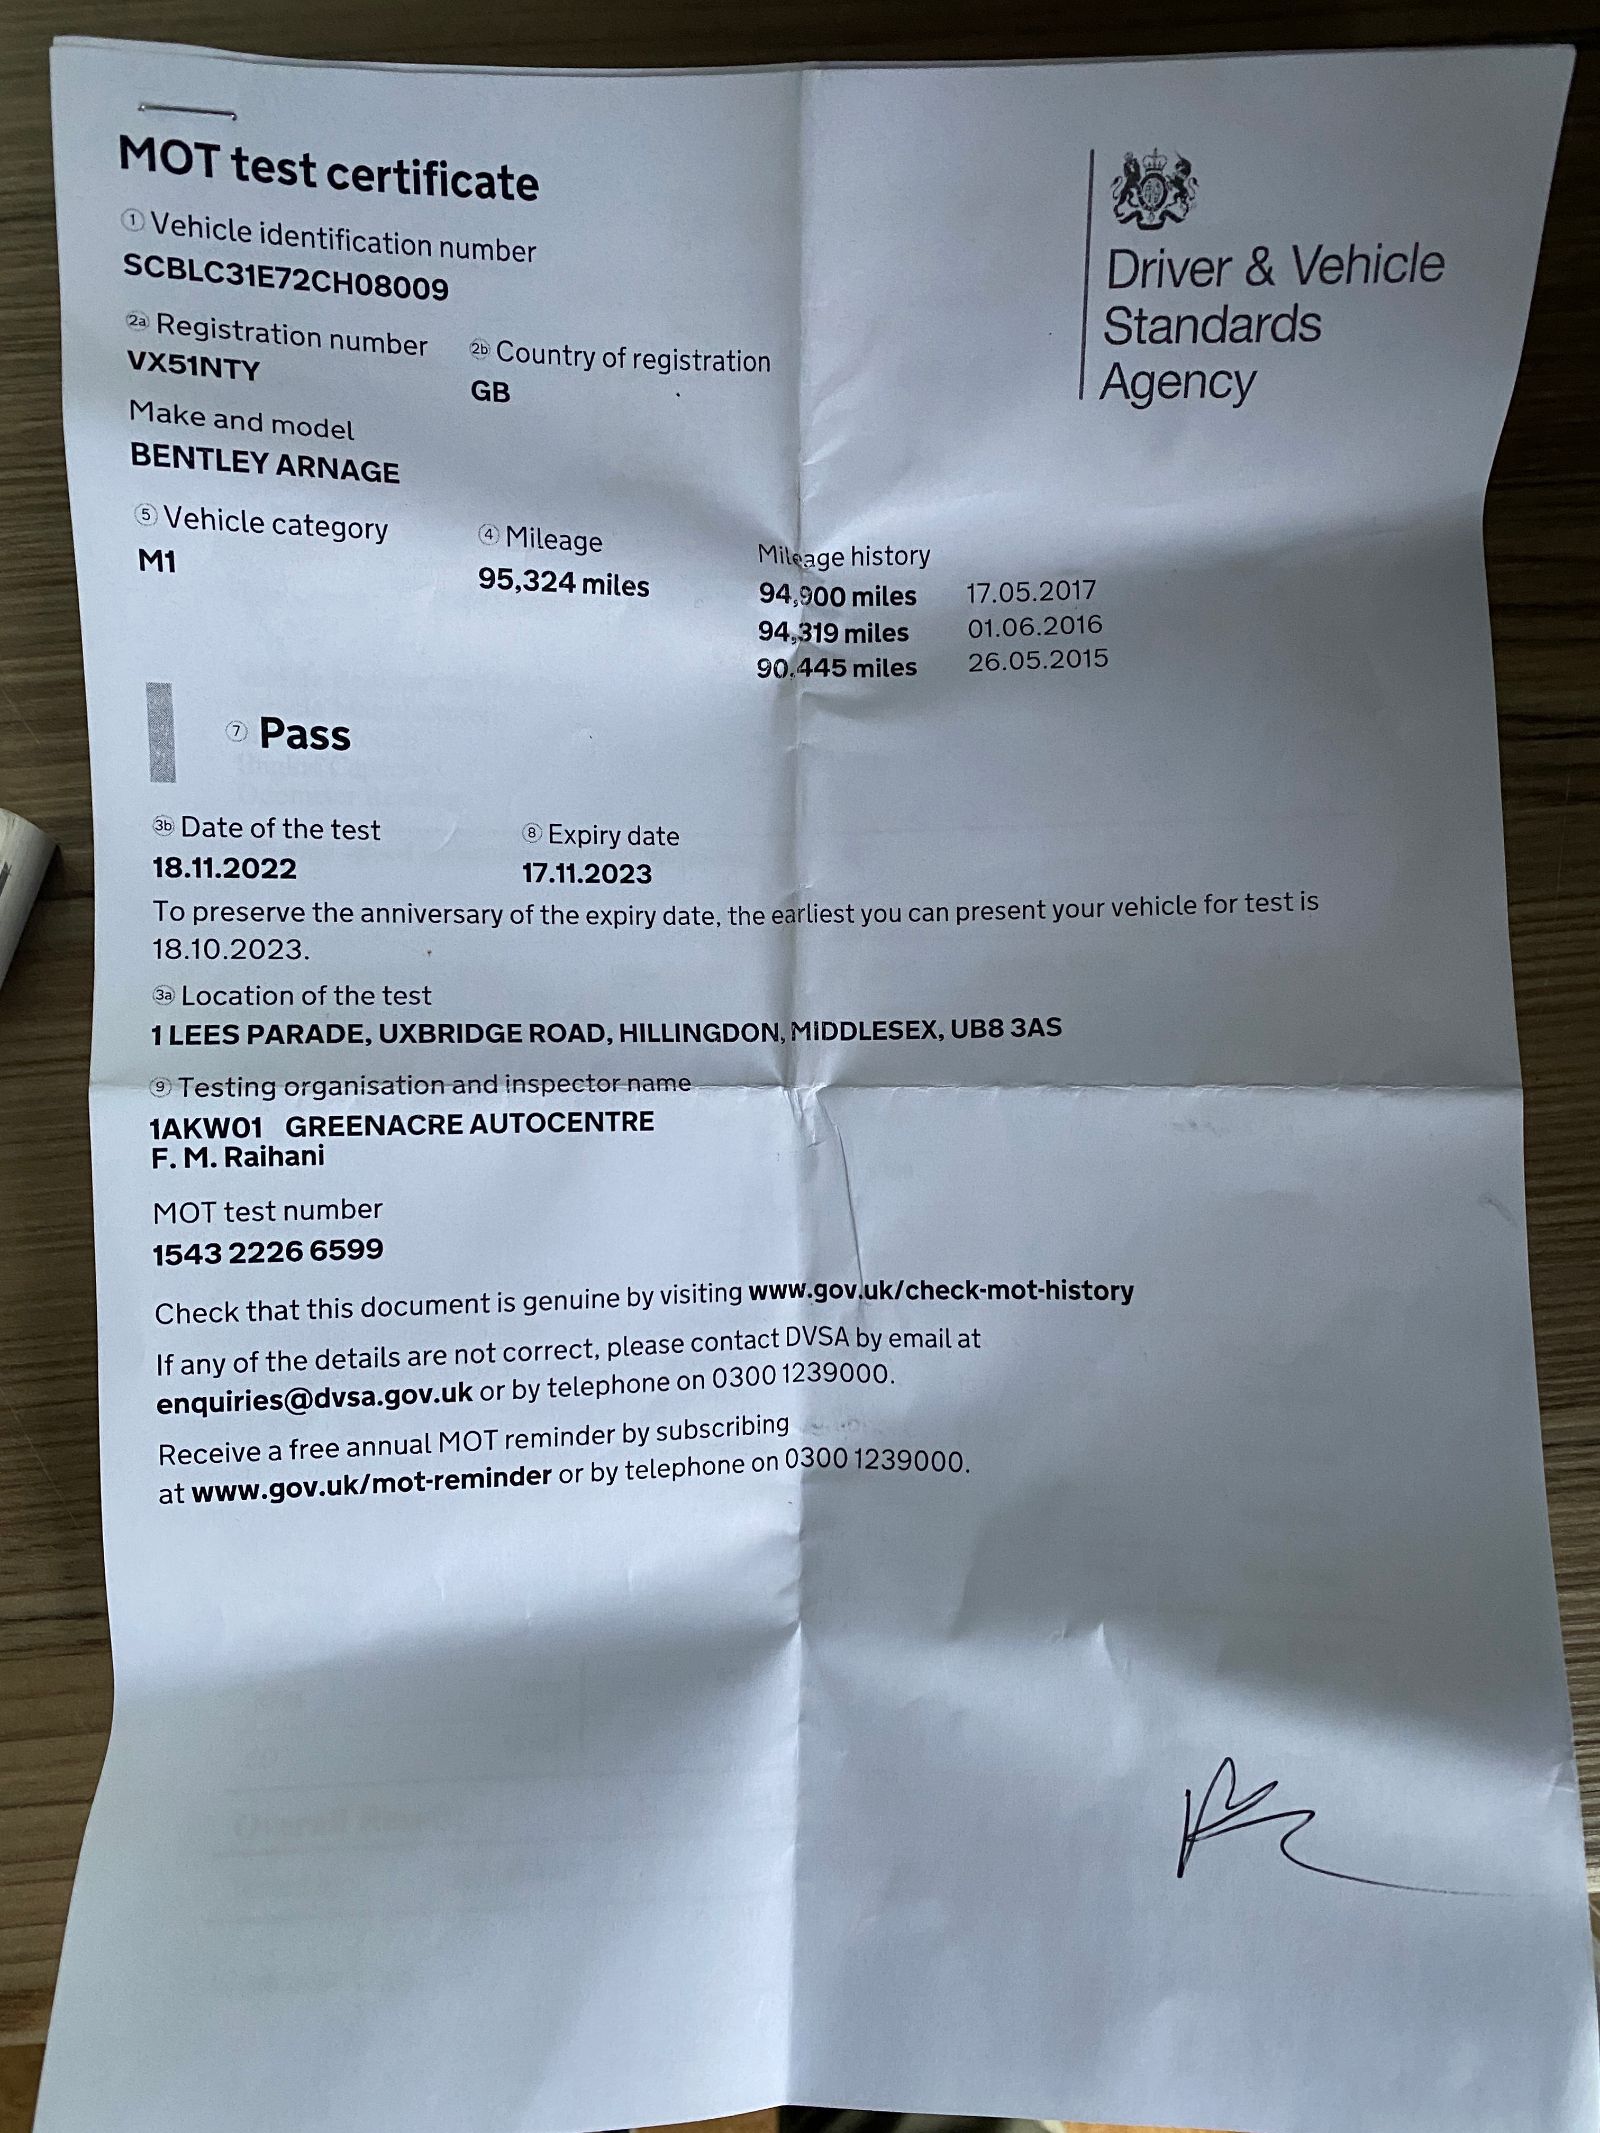 MOT test certificate
Driver & Vehicle
Standards
Agency
1 Vehicle identification number
SCBLC31E72CH08009
2a Registration number 2b Country of registration
VX51NTY GB
Make and model
BENTLEY ARNAGE
5 Vehicle category 4 Mileage Mileage history
M1 95,324 miles 94,900 miles 17.05.2017
94,319 miles 01.06.2016
90,445 miles 26.05.2015
7 Pass
3b Date of the test 8 Expiry date
18.11.2022 17.11.2023
To preserve the anniversary of the expiry date, the earliest you can present your vehicle for test is
18.10.2023.
3a Location of the test
1 LEES PARADE, UXBRIDGE ROAD, HILLINGDON, MIDDLESEX, UB8 3AS
9 Testing organisation and inspector name
1AKW01 GREENACRE AUTOCENTRE
F. M. Raihani
MOT test number
1543 2226 6599
Check that this document is genuine by visiting www.gov.uk/check-mot-history
If any of the details are not correct, please contact DVSA by email at
enquiries@dvsa.gov.uk or by telephone on 0300 1239000.
Receive a free annual MOT reminder by subscribing
at www.gov.uk/mot-reminder or by telephone on 0300 1239000.